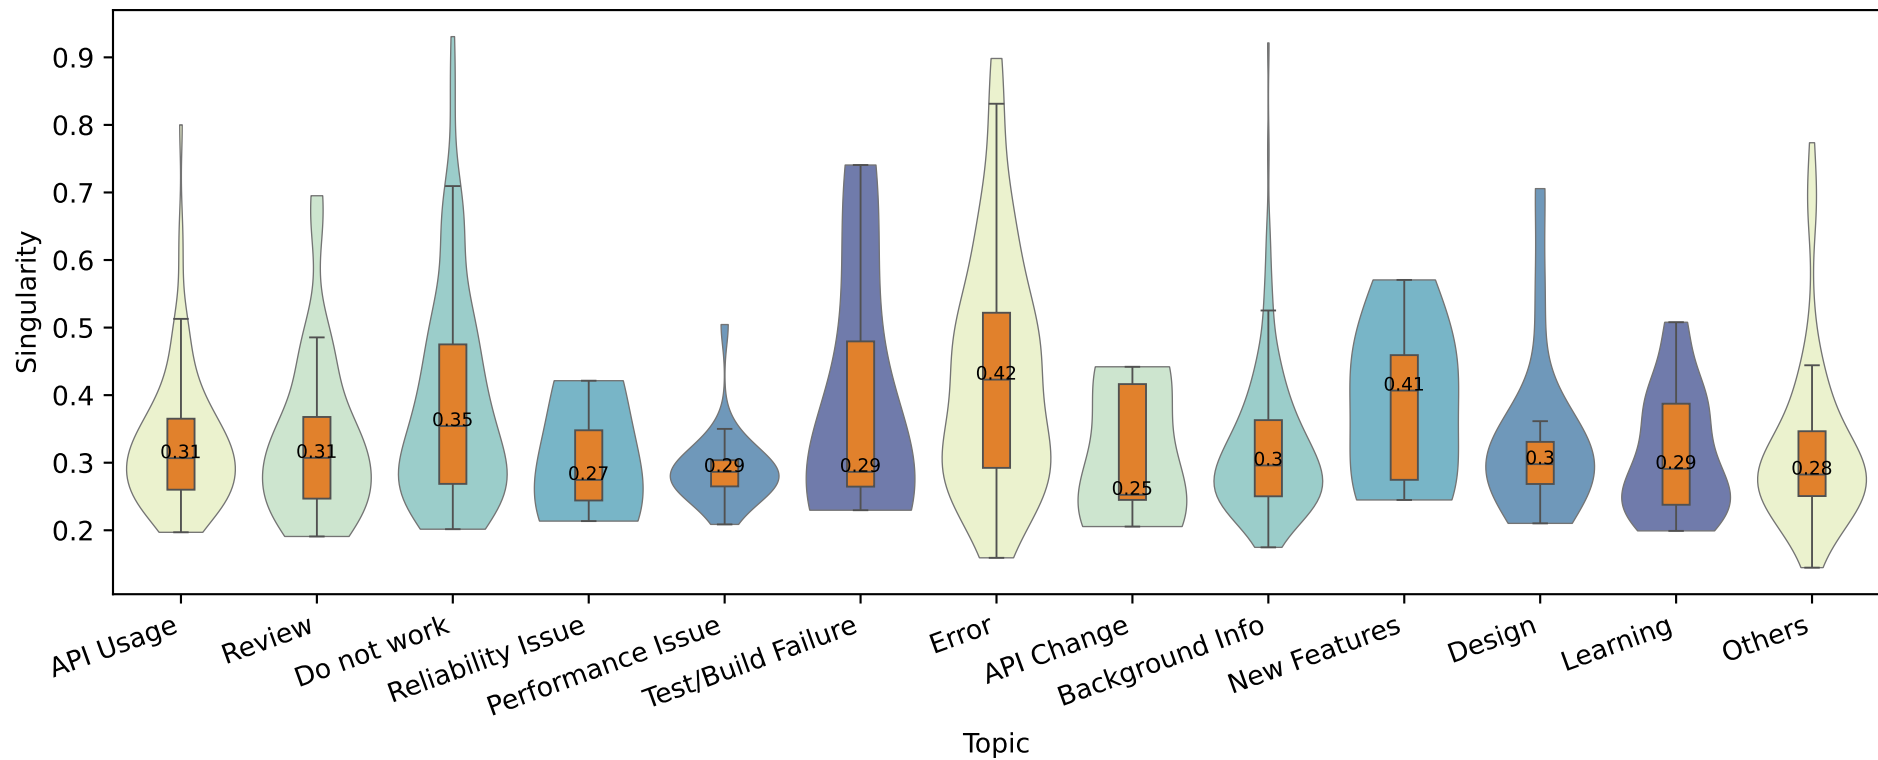 0.9
0.8
0.7
0.6
0.5
0.4
0.3
0.2
Singularity
0.31
0.31
0.35
0.27
0.29
0.29
0.42
0.25
0.3
0.41
0.3
0.29
0.28
API Usage
Review
Do not work
Reliability Issue
Performance Issue
Test/Build Failure
Error
API Change
Background Info
New Features
Design
Learning
Others
Topic